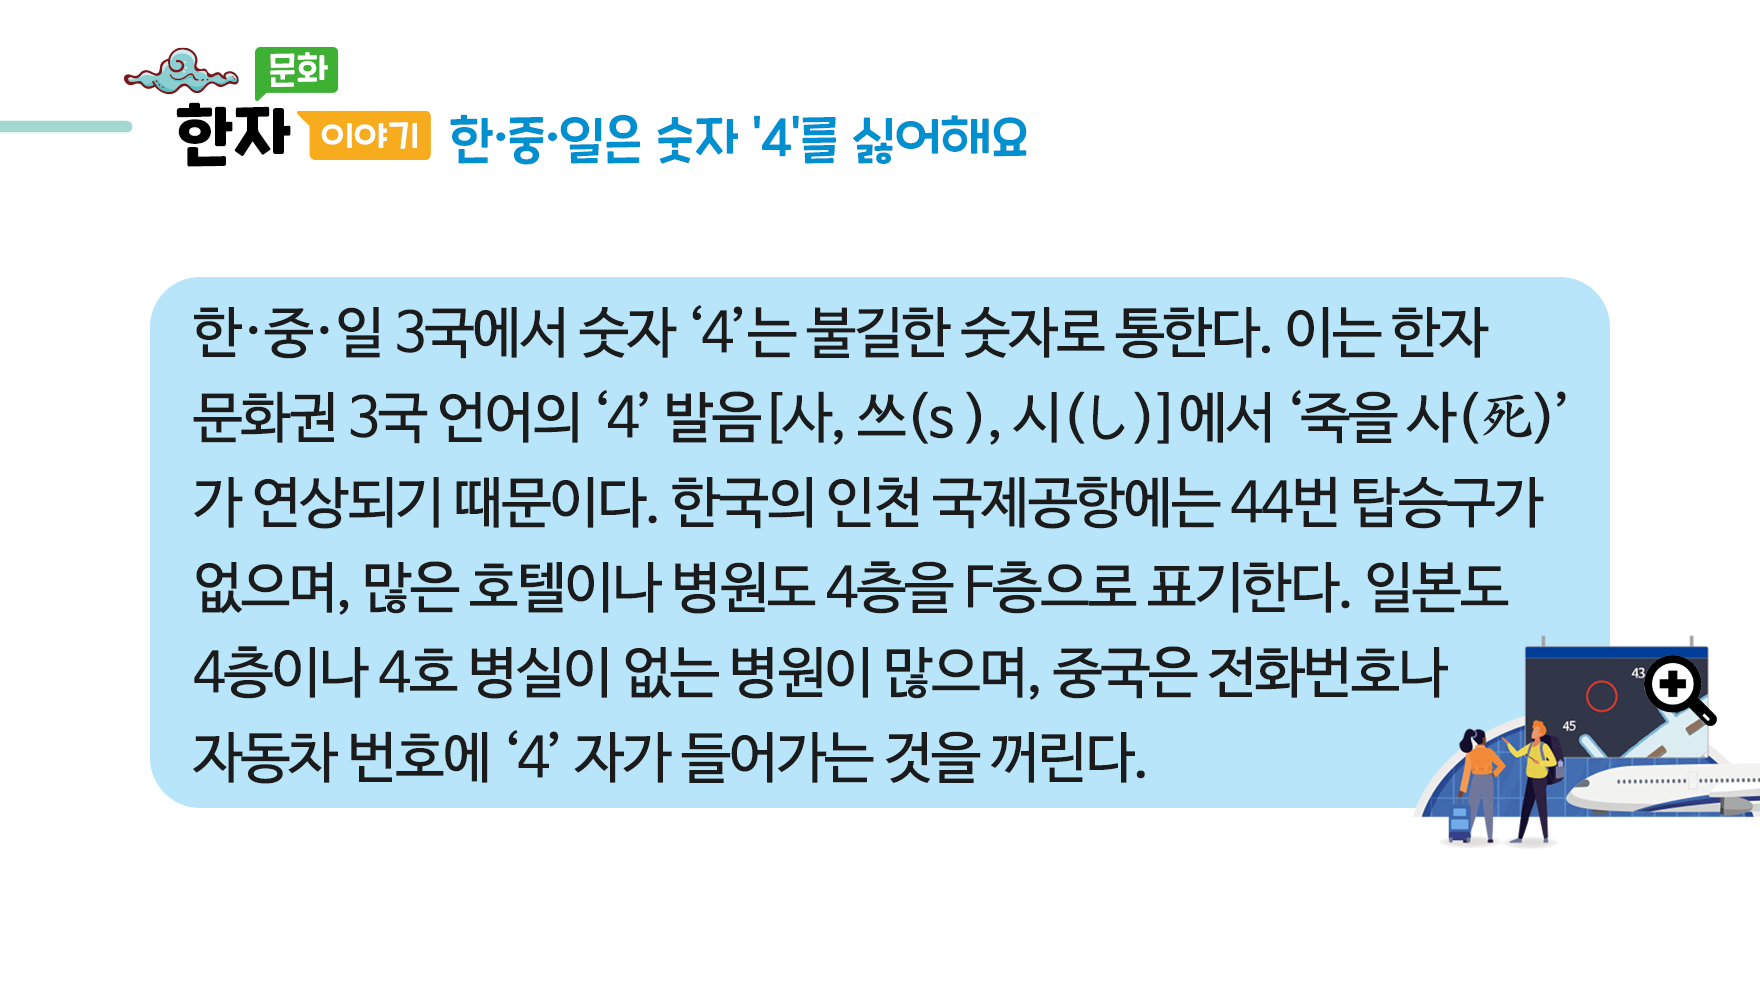 문화
한자 이야기 한·중·일은 숫자 '4'를 싫어해요
한·중·일 3국에서 숫자 ‘4’는 불길한 숫자로 통한다. 이는 한자
문화권 3국 언어의 ‘4’ 발음[사, 쓰(s ), 시(し)]에서 ‘죽을 사(死)’
가 연상되기 때문이다. 한국의 인천 국제공항에는 44번 탑승구가
없으며, 많은 호텔이나 병원도 4층을 F층으로 표기한다. 일본도
4층이나 4호 병실이 없는 병원이 많으며, 중국은 전화번호나
자동차 번호에 ‘4’ 자가 들어가는 것을 꺼린다.
43
45